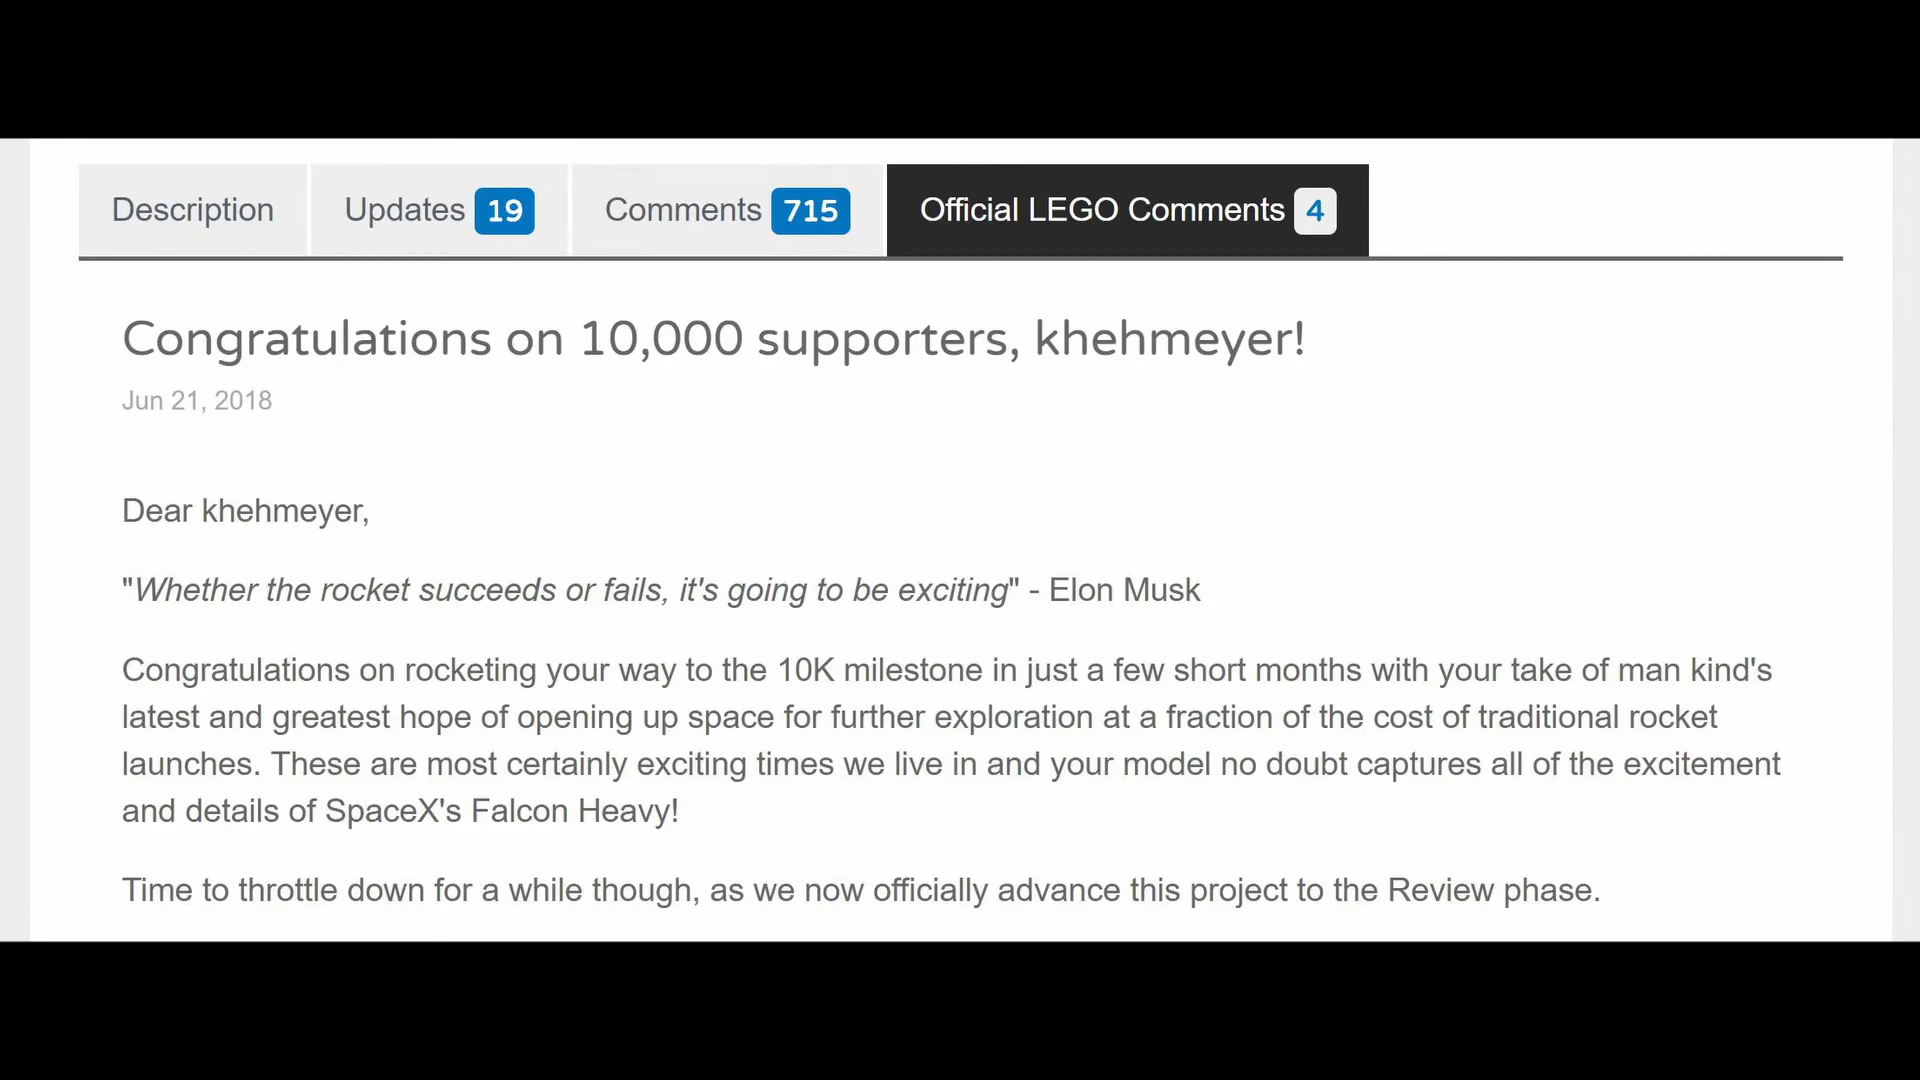 Description Updates 19 Comments 715 Official LEGO Comments 4
Congratulations on 10,000 supporters, khehmeyer!
Jun 21, 2018
Dear khehmeyer,
"Whether the rocket succeeds or fails, it's going to be exciting" - Elon Musk
Congratulations on rocketing your way to the 10K milestone in just a few short months with your take of man kind's
latest and greatest hope of opening up space for further exploration at a fraction of the cost of traditional rocket
launches. These are most certainly exciting times we live in and your model no doubt captures all of the excitement
and details of SpaceX's Falcon Heavy!
Time to throttle down for a while though, as we now officially advance this project to the Review phase.